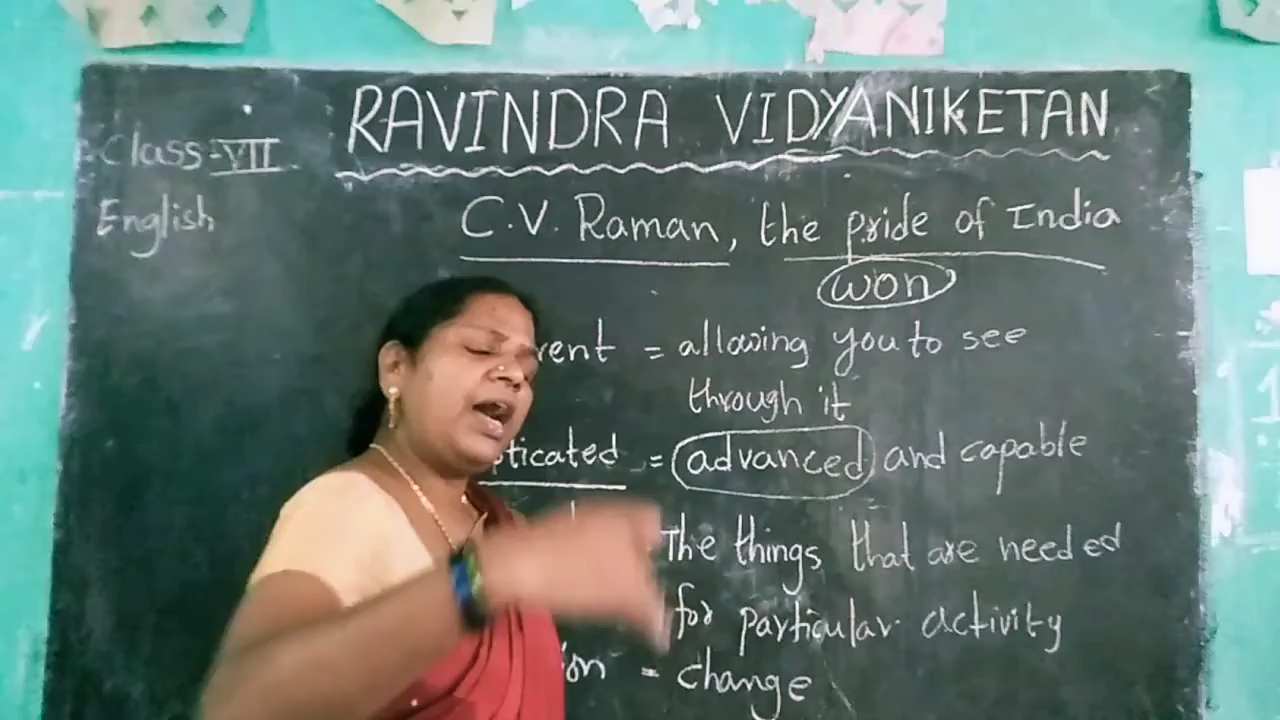 RAVINDRA VIDYANIKETAN
Class-VII
English
C.V. Raman, the pride of India
won
rent = allowing you to see
through it
ticated = advanced and capable
The things that are needed
for particular activity
ion = change